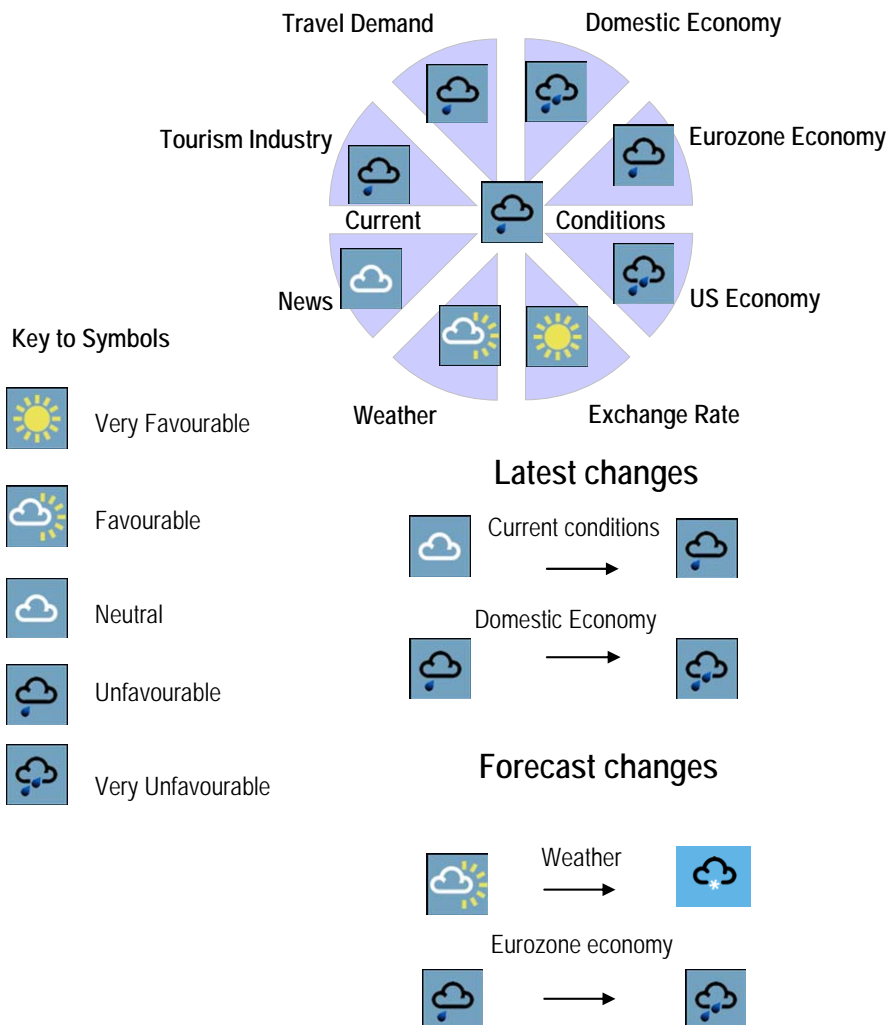 Travel Demand
Domestic Economy
Tourism Industry
Eurozone Economy
Current
Conditions
News
US Economy
Key to Symbols
Weather
Exchange Rate
Very Favourable
Favourable
Neutral
Unfavourable
Very Unfavourable
Latest changes
Current conditions
Domestic Economy
Forecast changes
Weather
Eurozone economy